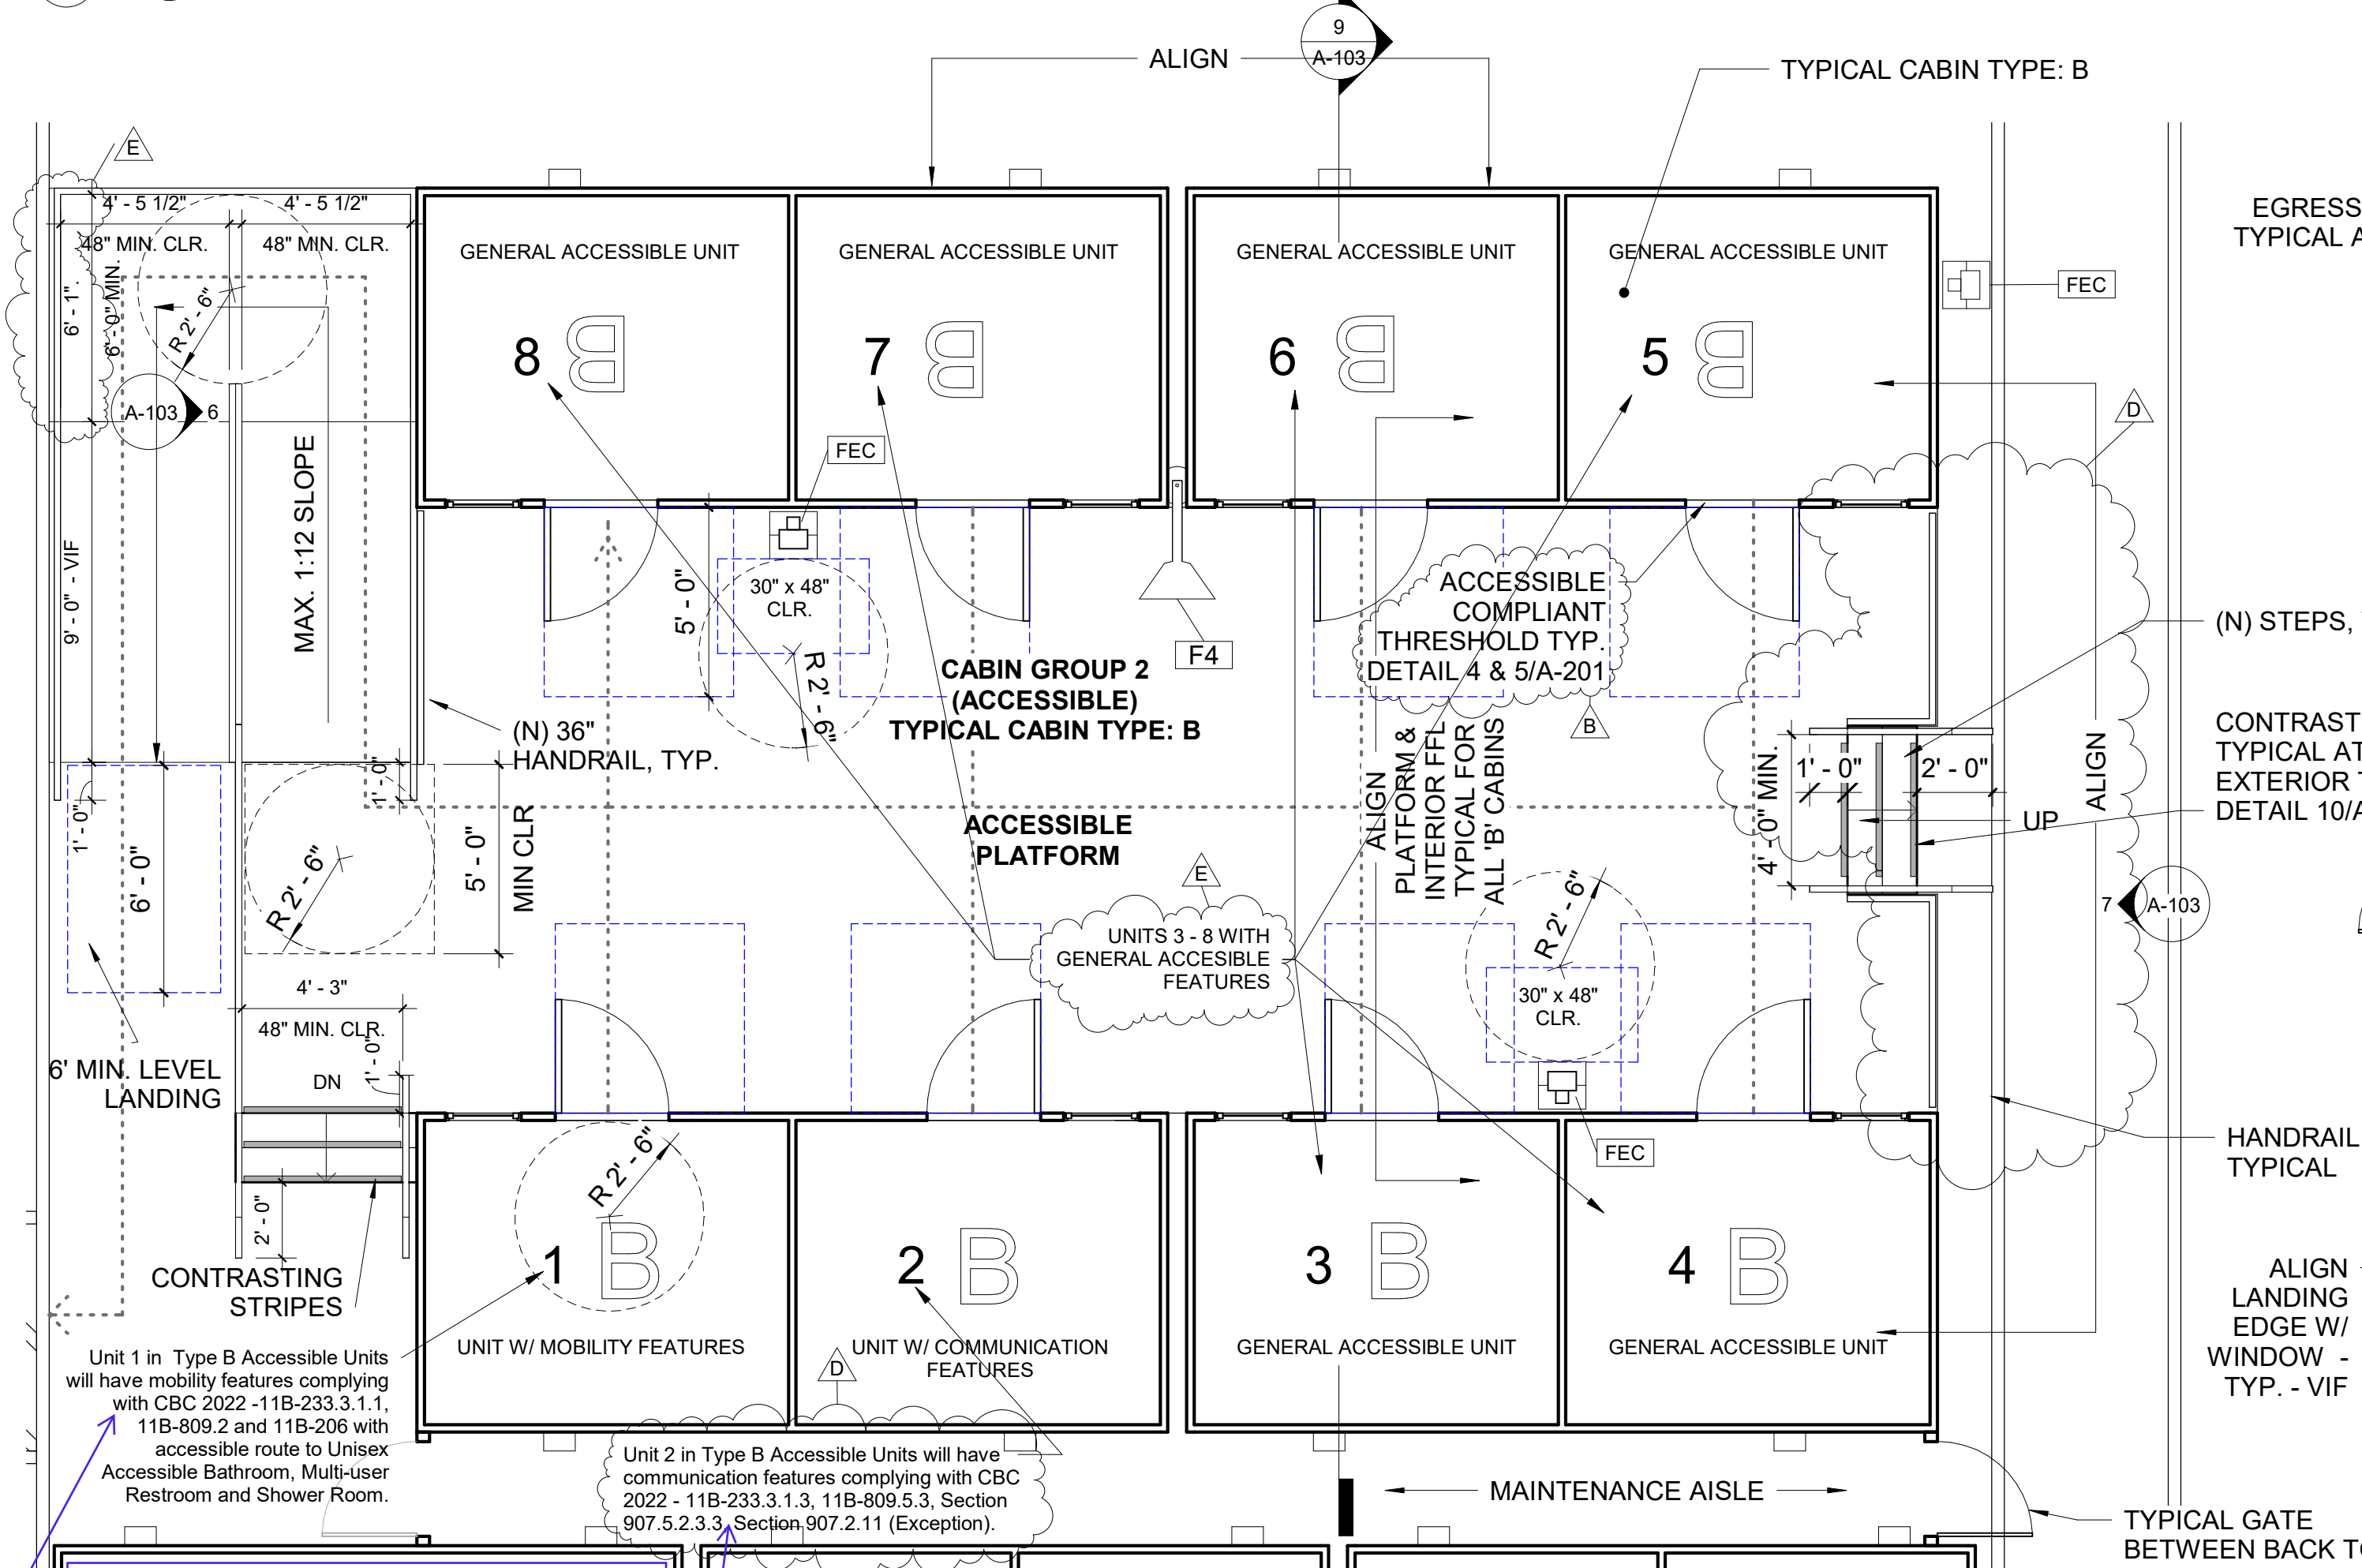 9
A-103
ALIGN
TYPICAL CABIN TYPE: B
E
4' - 5 1/2"
4' - 5 1/2"
48" MIN. CLR.
48" MIN. CLR.
6' - 1".
6' - 0" MIN.
R 2' - 6"
A-103
6
9' - 0" - VIF
MAX. 1:12 SLOPE
GENERAL ACCESSIBLE UNIT
8
B
GENERAL ACCESSIBLE UNIT
7
B
GENERAL ACCESSIBLE UNIT
6
B
GENERAL ACCESSIBLE UNIT
5
B
EGRESS
TYPICAL
FEC
D
FEC
5' - 0"
30" x 48"
CLR.
R 2' - 6"
F4
ACCESSIBLE
COMPLIANT
THRESHOLD TYP.
DETAIL 4 & 5/A-201
B
CABIN GROUP 2
(ACCESSIBLE)
TYPICAL CABIN TYPE: B
(N) 36"
HANDRAIL, TYP.
(N) STEPS,
CONTRAST
TYPICAL AT
EXTERIOR
DETAIL 10/
ALIGN
PLATFORM &
INTERIOR FFL
TYPICAL FOR
ALL 'B' CABINS
4' - 0" MIN.
1' - 0"
2' - 0"
UP
ALIGN
7
A-103
1' - 0"
6' - 0"
1' - 0"
R 2' - 6"
5' - 0"
MIN CLR
ACCESSIBLE
PLATFORM
E
UNITS 3 - 8 WITH
GENERAL ACCESIBLE
FEATURES
R 2' - 6"
30" x 48"
CLR.
4' - 3"
48" MIN. CLR.
6' MIN. LEVEL
LANDING
DN
1' - 0"
2' - 0"
CONTRASTING
STRIPES
FEC
HANDRAIL
TYPICAL
R 2' - 6"
1
B
UNIT W/ MOBILITY FEATURES
2
B
UNIT W/ COMMUNICATION
FEATURES
3
B
GENERAL ACCESSIBLE UNIT
4
B
GENERAL ACCESSIBLE UNIT
ALIGN
LANDING
EDGE W/
WINDOW -
TYP. - VIF
D
Unit 1 in Type B Accessible Units
will have mobility features complying
with CBC 2022 -11B-233.3.1.1,
11B-809.2 and 11B-206 with
accessible route to Unisex
Accessible Bathroom, Multi-user
Restroom and Shower Room.
Unit 2 in Type B Accessible Units will have
communication features complying with CBC
2022 - 11B-233.3.1.3, 11B-809.5.3, Section
907.5.2.3.3, Section 907.2.11 (Exception).
MAINTENANCE AISLE
TYPICAL GATE
BETWEEN BACK